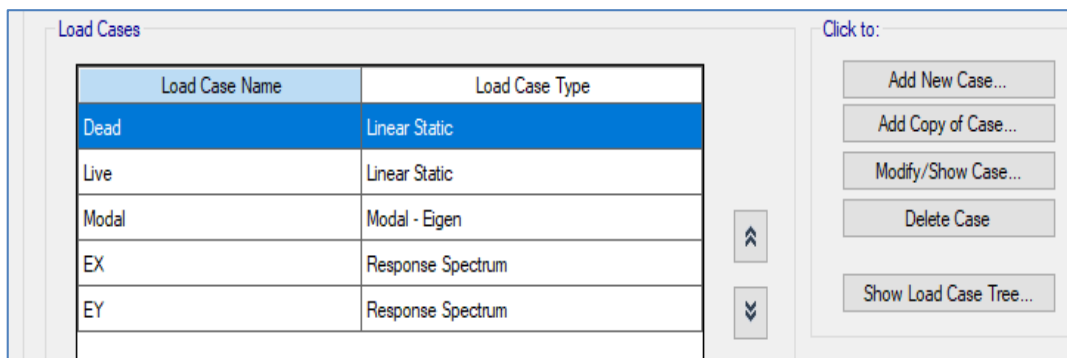 Load Cases
Load Case Name Load Case Type
Dead Linear Static
Live Linear Static
Modal Modal - Eigen
EX Response Spectrum
EY Response Spectrum
Click to:
Add New Case...
Add Copy of Case...
Modify/Show Case...
Delete Case
Show Load Case Tree...